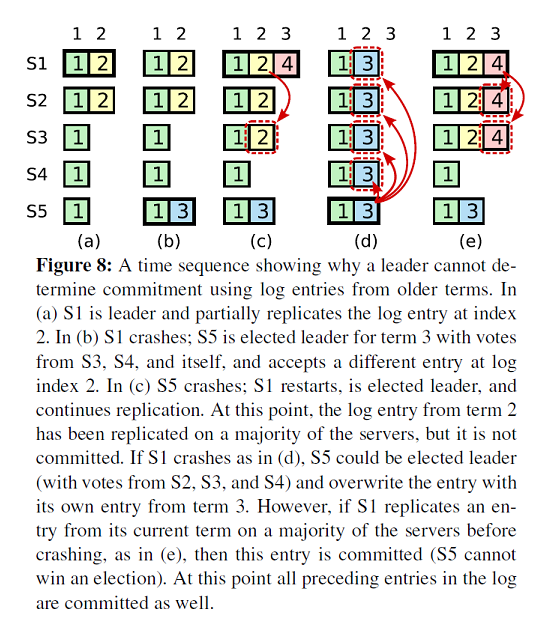 1 2 1 2 1 2 3 1 2 3 1 2 3
S1 1 2 1 2 1 2 4 1 3 1 2 4
S2 1 2 1 2 1 2 1 3 1 2 4
S3 1 1 1 2 1 3 1 2 4
S4 1 1 1 1 3 1
S5 1 1 3 1 3 1 3 1 3
(a) (b) (c) (d) (e)
Figure 8: A time sequence showing why a leader cannot de-
termine commitment using log entries from older terms. In
(a) S1 is leader and partially replicates the log entry at index
2. In (b) S1 crashes; S5 is elected leader for term 3 with votes
from S3, S4, and itself, and accepts a different entry at log
index 2. In (c) S5 crashes; S1 restarts, is elected leader, and
continues replication. At this point, the log entry from term 2
has been replicated on a majority of the servers, but it is not
committed. If S1 crashes as in (d), S5 could be elected leader
(with votes from S2, S3, and S4) and overwrite the entry with
its own entry from term 3. However, if S1 replicates an en-
try from its current term on a majority of the servers before
crashing, as in (e), then this entry is committed (S5 cannot
win an election). At this point all preceding entries in the log
are committed as well.